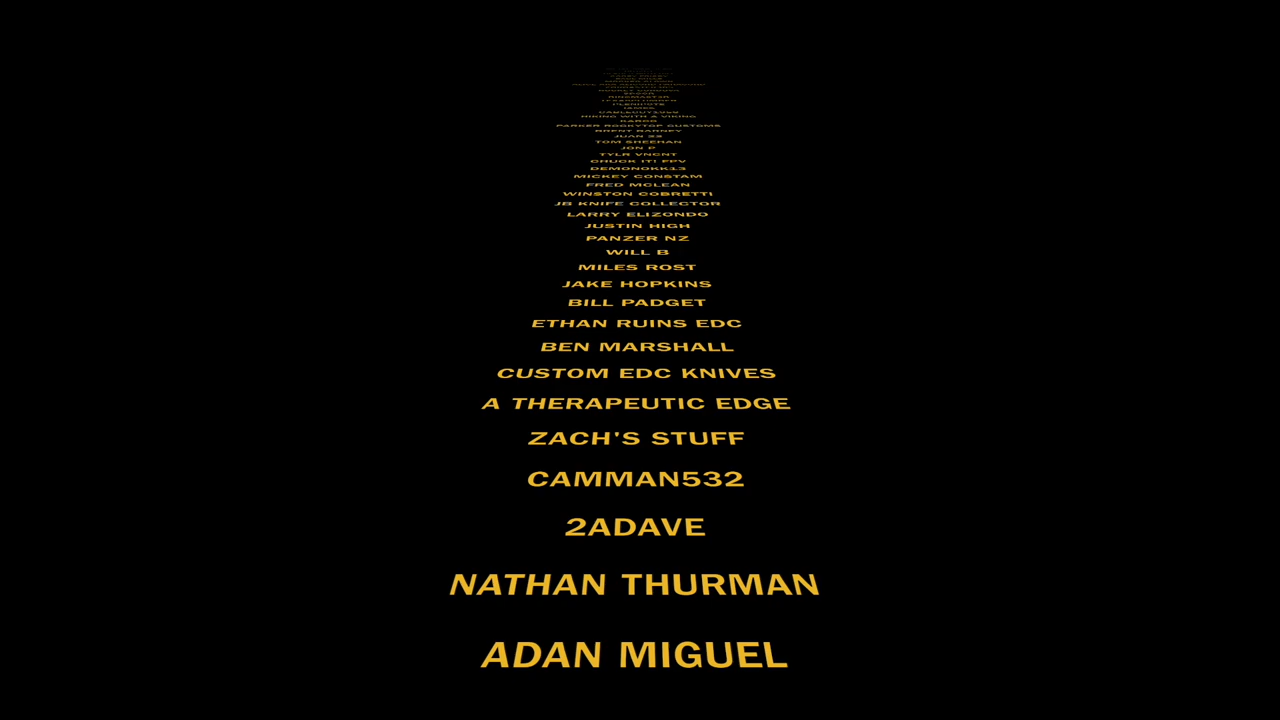 HIKING WITH A VIKING
KAROB
PARKER ROCKYTOP CUSTOMS
BRENT BARNEY
JUAN 22
TOM SHEEHAN
JON P
TYLR VNCNT
CHUCK IT! FPV
DEMONOKK13
MICKEY CONSTAM
FRED MCLEAN
WINSTON COBRETTI
JB KNIFE COLLECTOR
LARRY ELIZONDO
JUSTIN HIGH
PANZER NZ
WILL B
MILES ROST
JAKE HOPKINS
BILL PADGET
ETHAN RUINS EDC
BEN MARSHALL
CUSTOM EDC KNIVES
A THERAPEUTIC EDGE
ZACH'S STUFF
CAMMAN532
2ADAVE
NATHAN THURMAN
ADAN MIGUEL